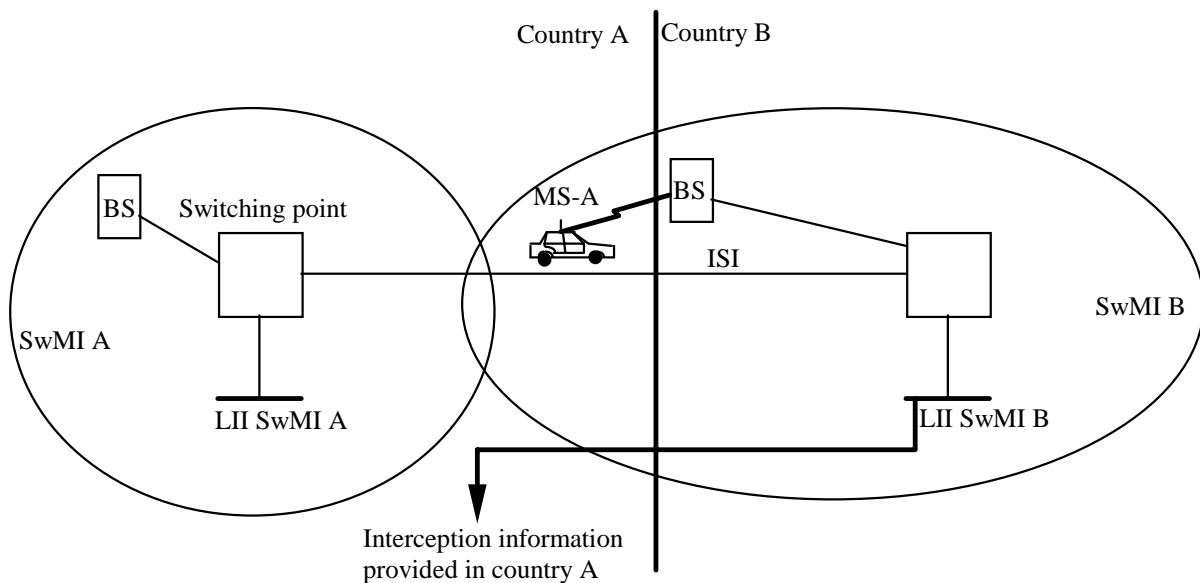 Country A
Country B
MS-A
BS
BS
Switching point
ISI
SwMI A
SwMI B
LII SwMI A
LII SwMI B
Interception information
provided in country A